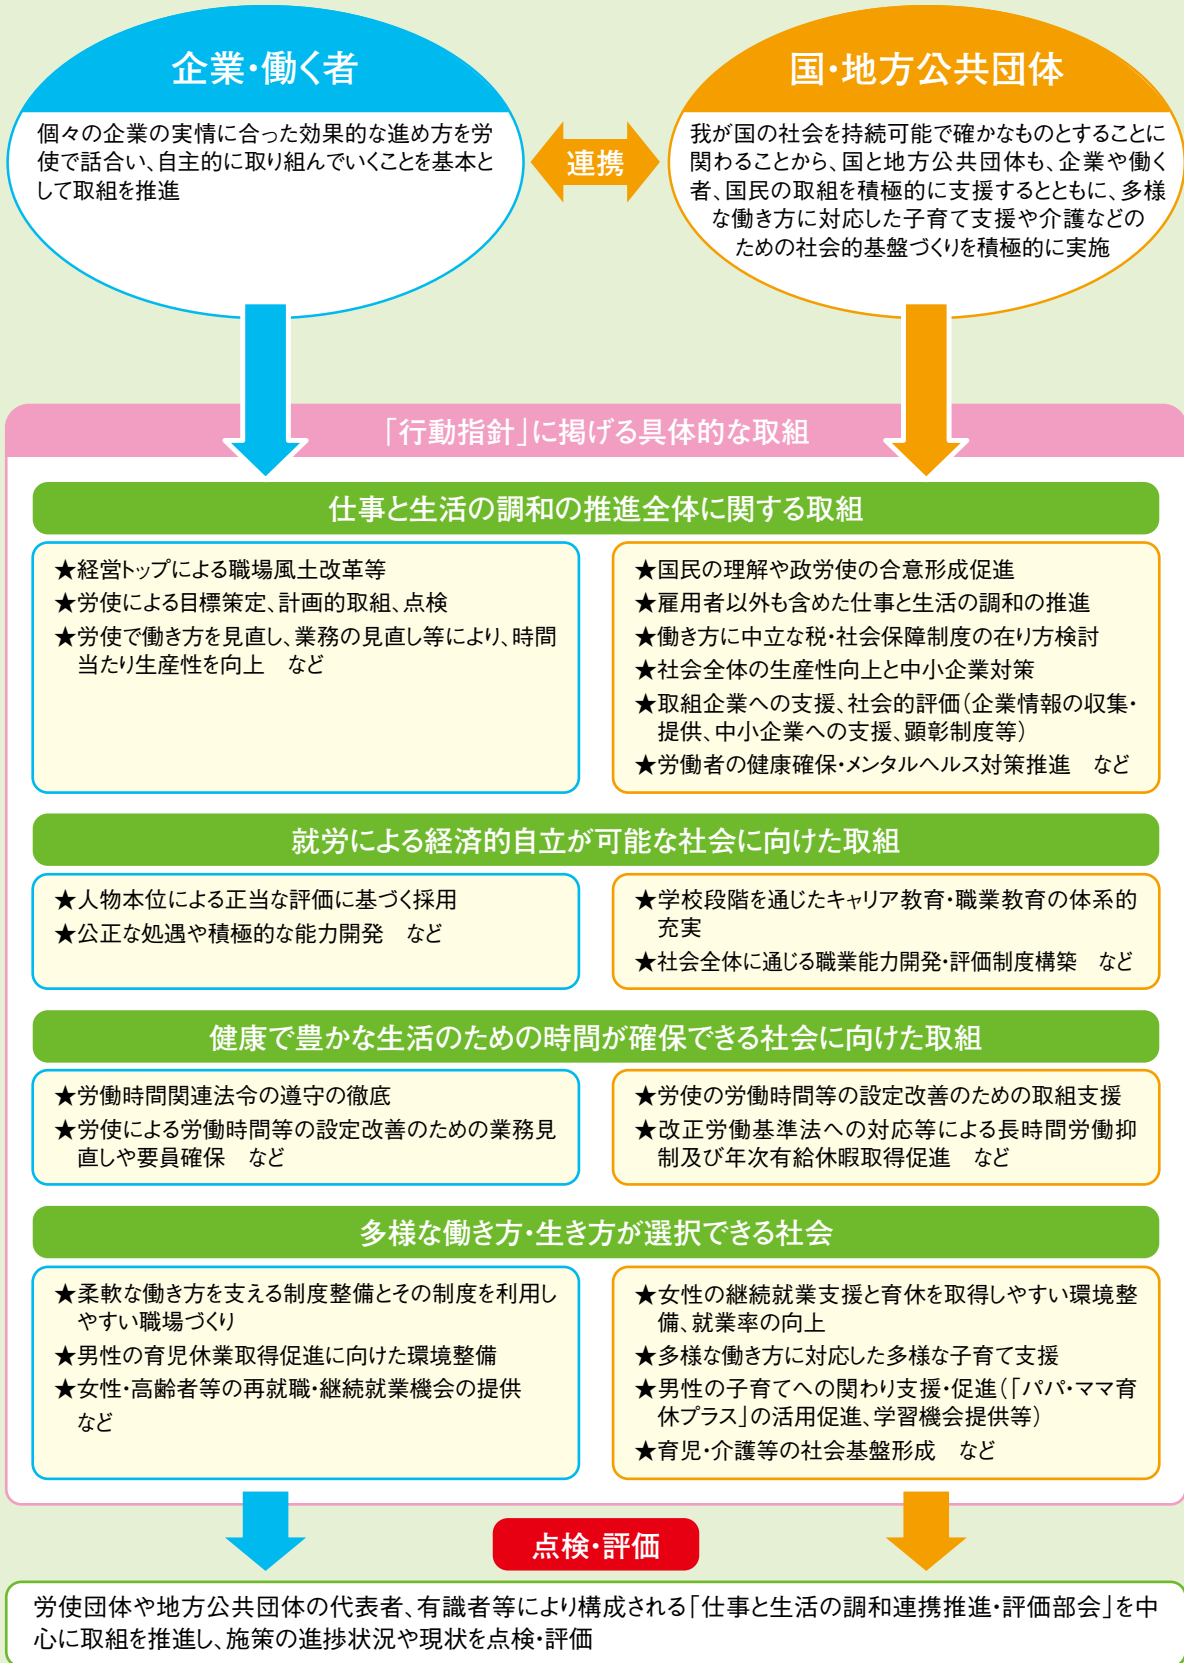 企業・働く者
個々の企業の実情に合った効果的な進め方を労
使で話合い、自主的に取り組んでいくことを基本と
して取組を推進
連携
国・地方公共団体
我が国の社会を持続可能で確かなものとすることに
関わることから、国と地方公共団体も、企業や働く
者、国民の取組を積極的に支援するとともに、多様
な働き方に対応した子育て支援や介護などの
ための社会的基盤づくりを積極的に実施
「行動指針」に掲げる具体的な取組
仕事と生活の調和の推進全体に関する取組
★経営トップによる職場風土改革等
★労使による目標策定、計画的取組、点検
★労使で働き方を見直し、業務の見直し等により、時間
当たり生産性を向上　など
★国民の理解や政労使の合意形成促進
★雇用者以外も含めた仕事と生活の調和の推進
★働き方に中立な税・社会保障制度の在り方検討
★社会全体の生産性向上と中小企業対策
★取組企業への支援、社会的評価（企業情報の収集・
提供、中小企業への支援、顕彰制度等）
★労働者の健康確保・メンタルヘルス対策推進　など
就労による経済的自立が可能な社会に向けた取組
★人物本位による正当な評価に基づく採用
★公正な処遇や積極的な能力開発　など
★学校段階を通じたキャリア教育・職業教育の体系的
充実
★社会全体に通じる職業能力開発・評価制度構築　など
健康で豊かな生活のための時間が確保できる社会に向けた取組
★労働時間関連法令の遵守の徹底
★労使による労働時間等の設定改善のための業務見
直しや要員確保　など
★労使の労働時間等の設定改善のための取組支援
★改正労働基準法への対応等による長時間労働抑
制及び年次有給休暇取得促進　など
多様な働き方・生き方が選択できる社会
★柔軟な働き方を支える制度整備とその制度を利用し
やすい職場づくり
★男性の育児休業取得促進に向けた環境整備
★女性・高齢者等の再就職・継続就業機会の提供
など
★女性の継続就業支援と育休を取得しやすい環境整
備、就業率の向上
★多様な働き方に対応した多様な子育て支援
★男性の子育てへの関わり支援・促進（「パパ・ママ育
休プラス」の活用促進、学習機会提供等）
★育児・介護等の社会基盤形成　など
点検・評価
労使団体や地方公共団体の代表者、有識者等により構成される「仕事と生活の調和連携推進・評価部会」を中
心に取組を推進し、施策の進捗状況や現状を点検・評価